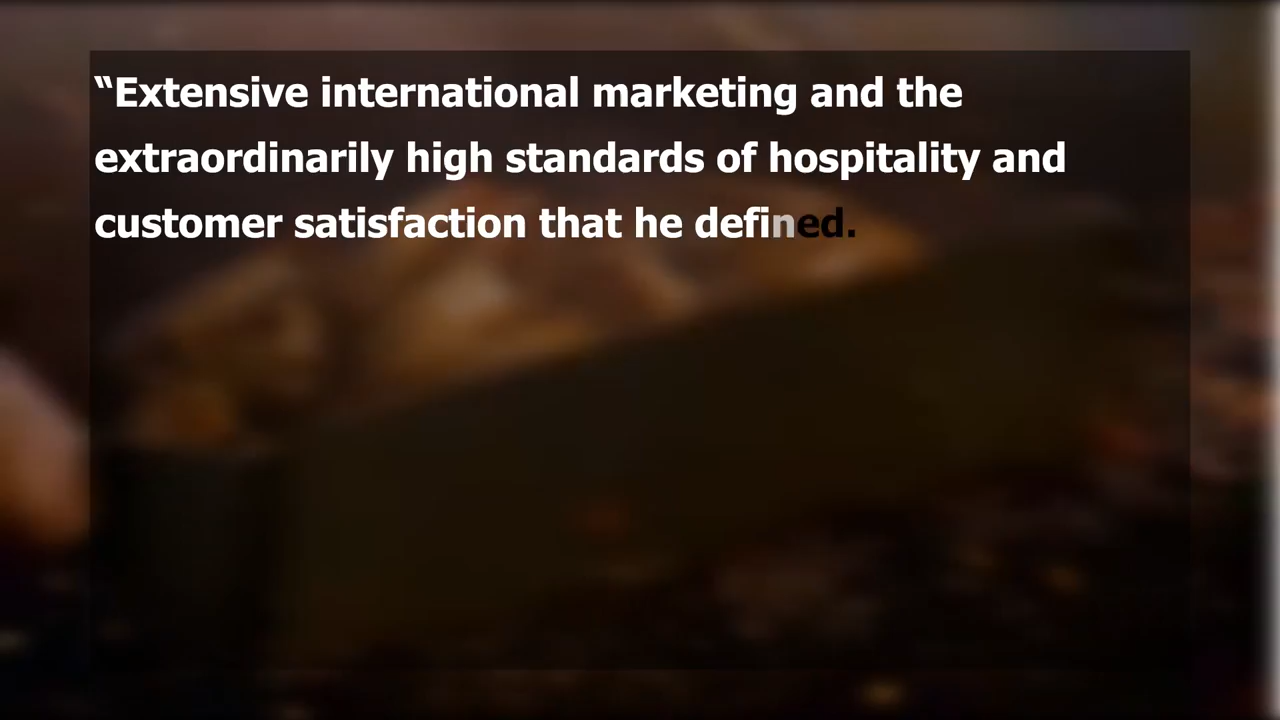 “Extensive international marketing and the
extraordinarily high standards of hospitality and
customer satisfaction that he defined.